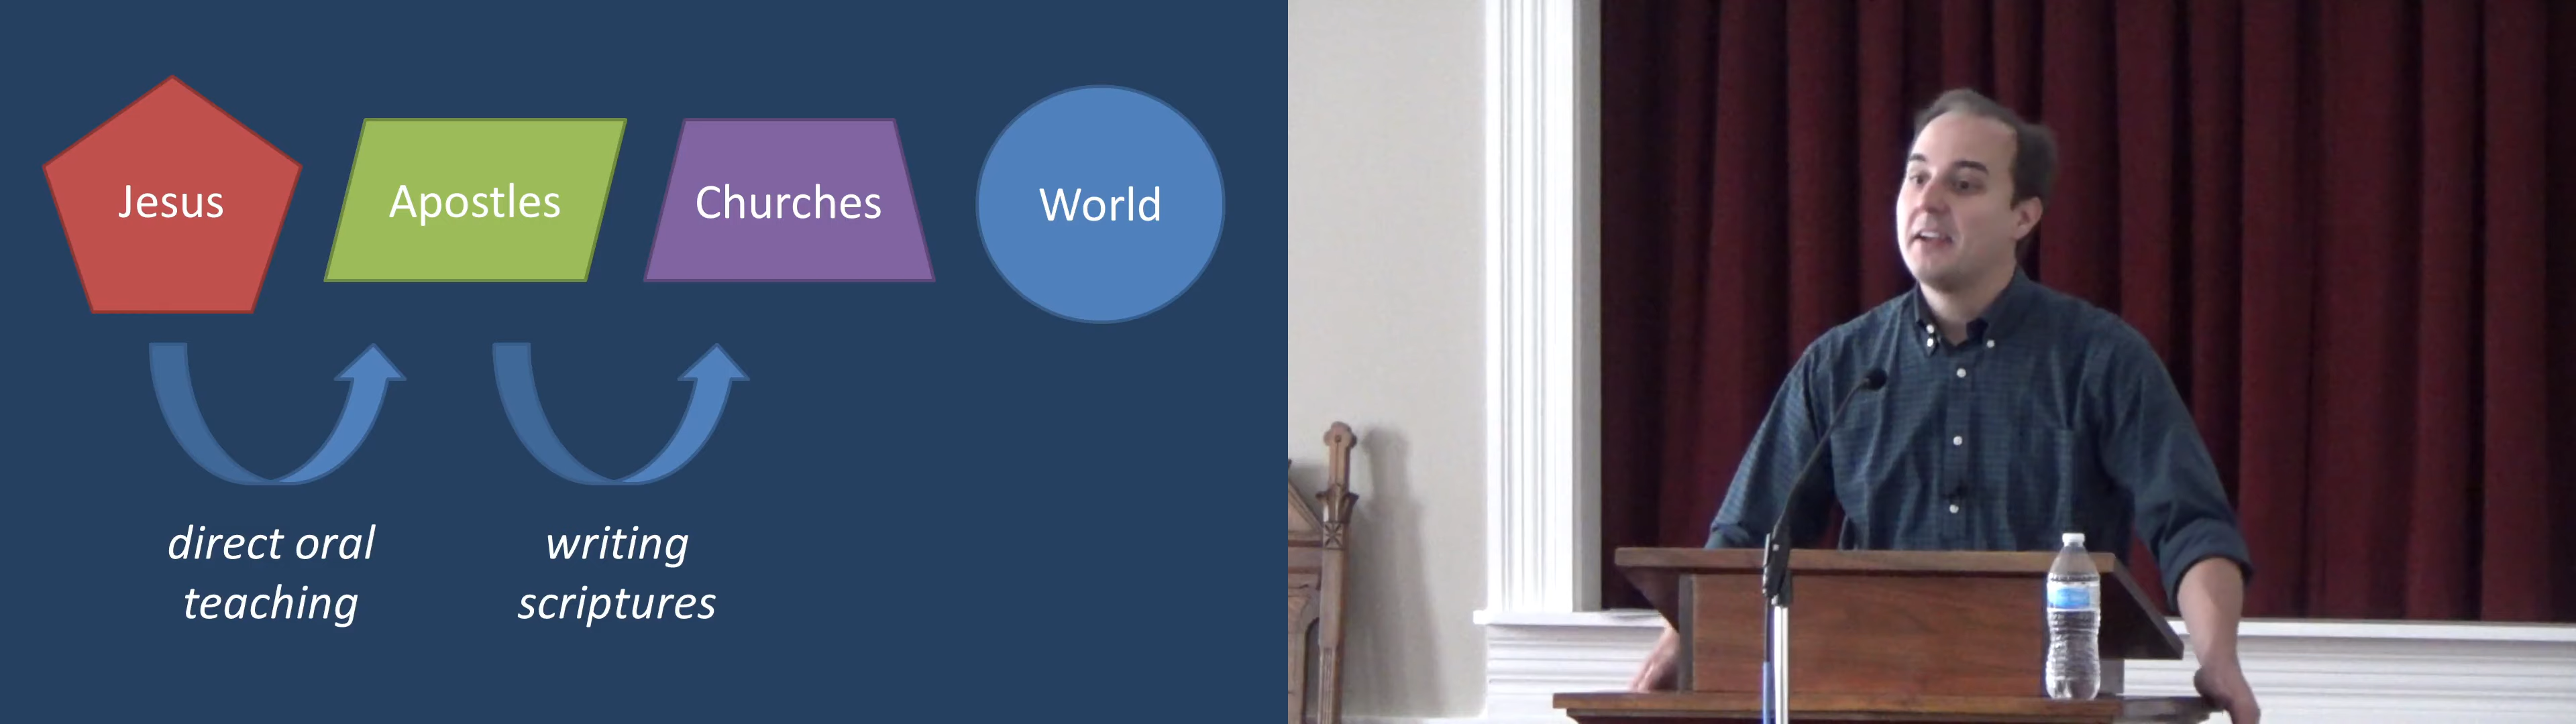 Jesus
Apostles
Churches
World
direct oral
teaching
writing
scriptures